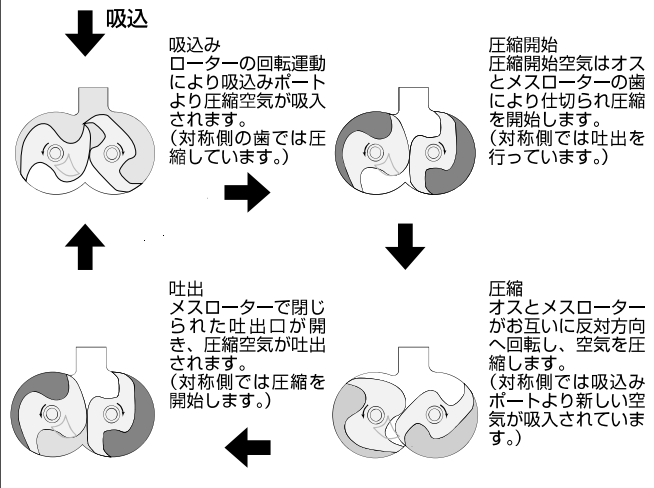 吸込
吸込み
ローターの回転運動
により吸込みポート
より圧縮空気が吸入
されます。
（対称側の歯では圧
縮しています。）
圧縮開始
圧縮開始空気はオス
とメスローターの歯
により仕切られ圧縮
を開始します。
（対称側では吐出を
行っています。）
吐出
メスローターで閉じ
られた吐出口が開
き、圧縮空気が吐出
されます。
（対称側では圧縮を
開始します。）
圧縮
オスとメスローター
がお互いに反対方向
へ回転し、空気を圧
縮します。
（対称側では吸込み
ポートより新しい空
気が吸入されていま
す。）